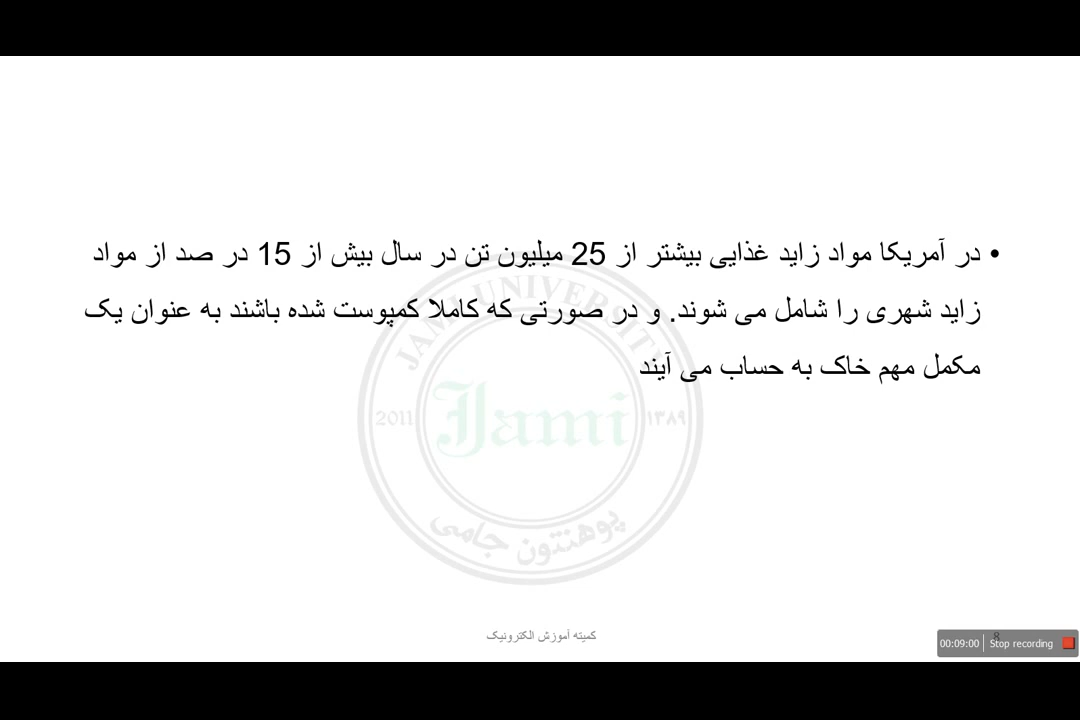 • در آمریکا مواد زاید غذایی بیشتر از 25 میلیون تن در سال بیش از 15 در صد از مواد
زاید شهری را شامل می شوند. و در صورتی که کاملا کمپوست شده باشند به عنوان یک
مکمل مهم خاک به حساب می آیند
JAMI UNIVERSITY
2011 Jami ۱۳۸۹
پوهنتون جامی
کمیته آموزش الکترونیک
8
00:09:00 Stop recording